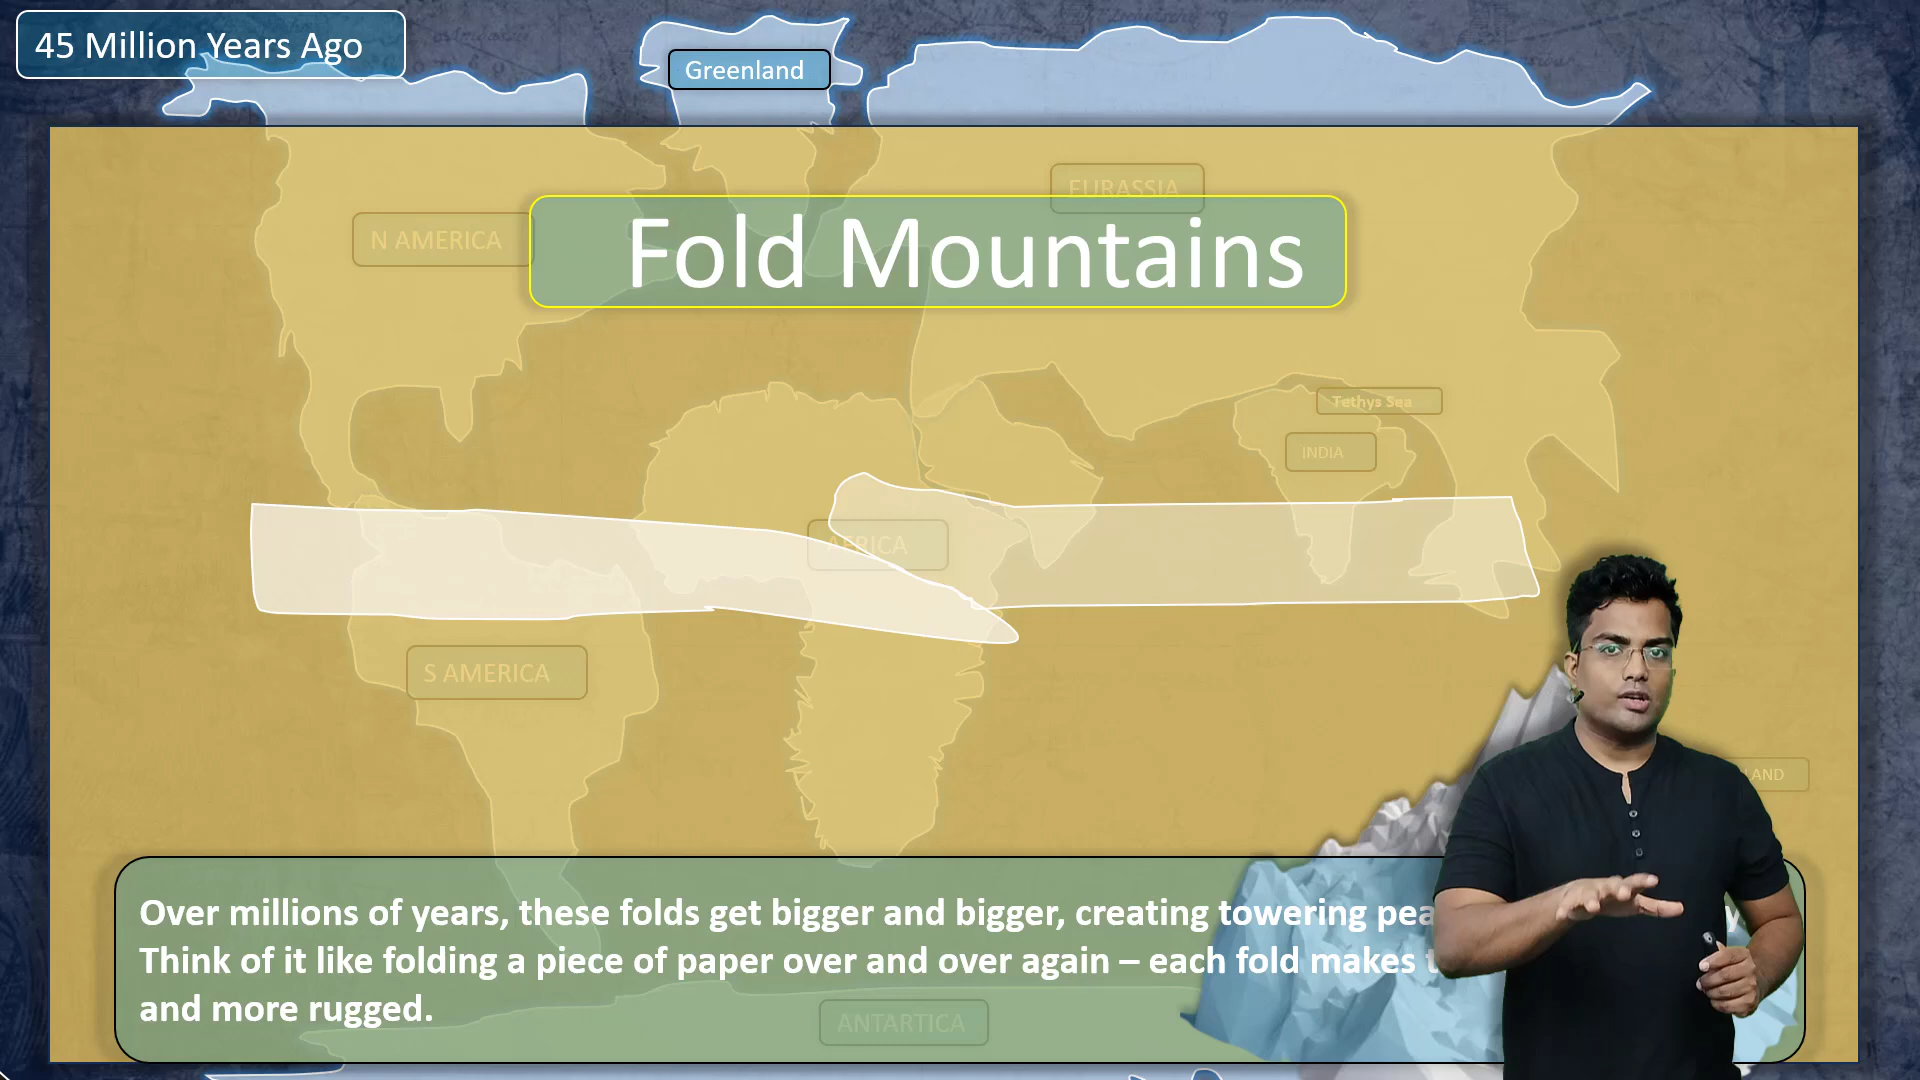 45 Million Years Ago
Greenland
EURASIA
N AMERICA
Fold Mountains
Tethys Sea
INDIA
AFRICA
S AMERICA
Over millions of years, these folds get bigger and bigger, creating towering
Think of it like folding a piece of paper over and over again – each fold makes
and more rugged.
ANTARTICA